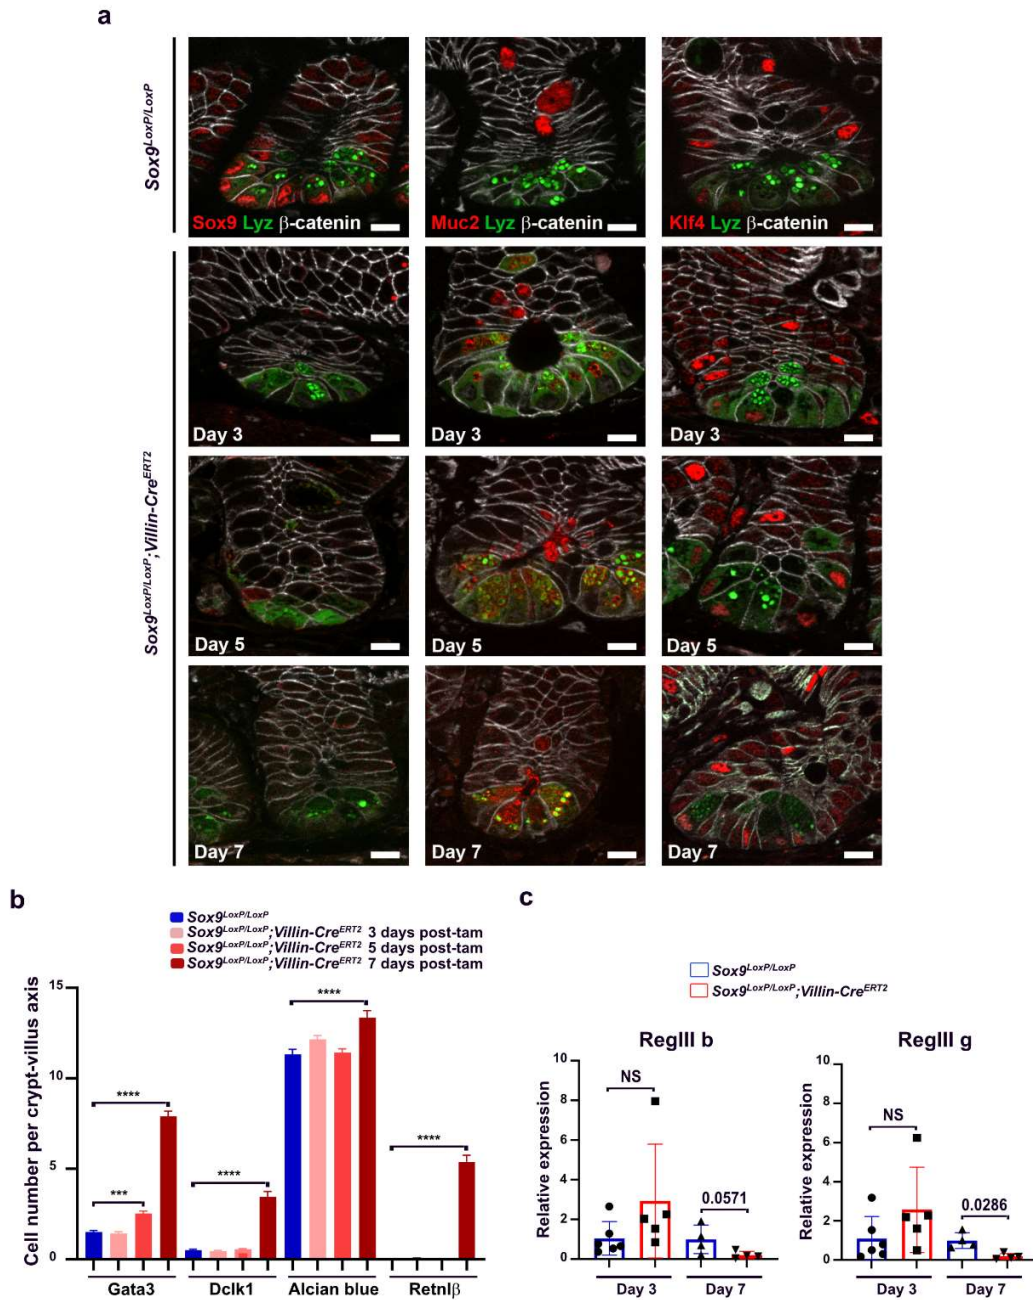 a
Sox9LoxP/LoxP
Sox9 Lyz β-catenin
Muc2 Lyz β-catenin
Klf4 Lyz β-catenin
Sox9LoxP/LoxP;Villin-CreERT2
Day 3
Day 3
Day 3
Day 5
Day 5
Day 5
Day 7
Day 7
Day 7
b
Sox9LoxP/LoxP
Sox9LoxP/LoxP;Villin-CreERT2 3 days post-tam
Sox9LoxP/LoxP;Villin-CreERT2 5 days post-tam
Sox9LoxP/LoxP;Villin-CreERT2 7 days post-tam
Cell number per crypt-villus axis
15
10
5
0
****
***
****
****
****
Gata3
Dclk1
Alcian blue
Retnlβ
c
Sox9LoxP/LoxP
Sox9LoxP/LoxP;Villin-CreERT2
RegIII b
Relative expression
10
8
6
4
2
0
NS
0.0571
Day 3
Day 7
RegIII g
Relative expression
10
8
6
4
2
0
NS
0.0286
Day 3
Day 7